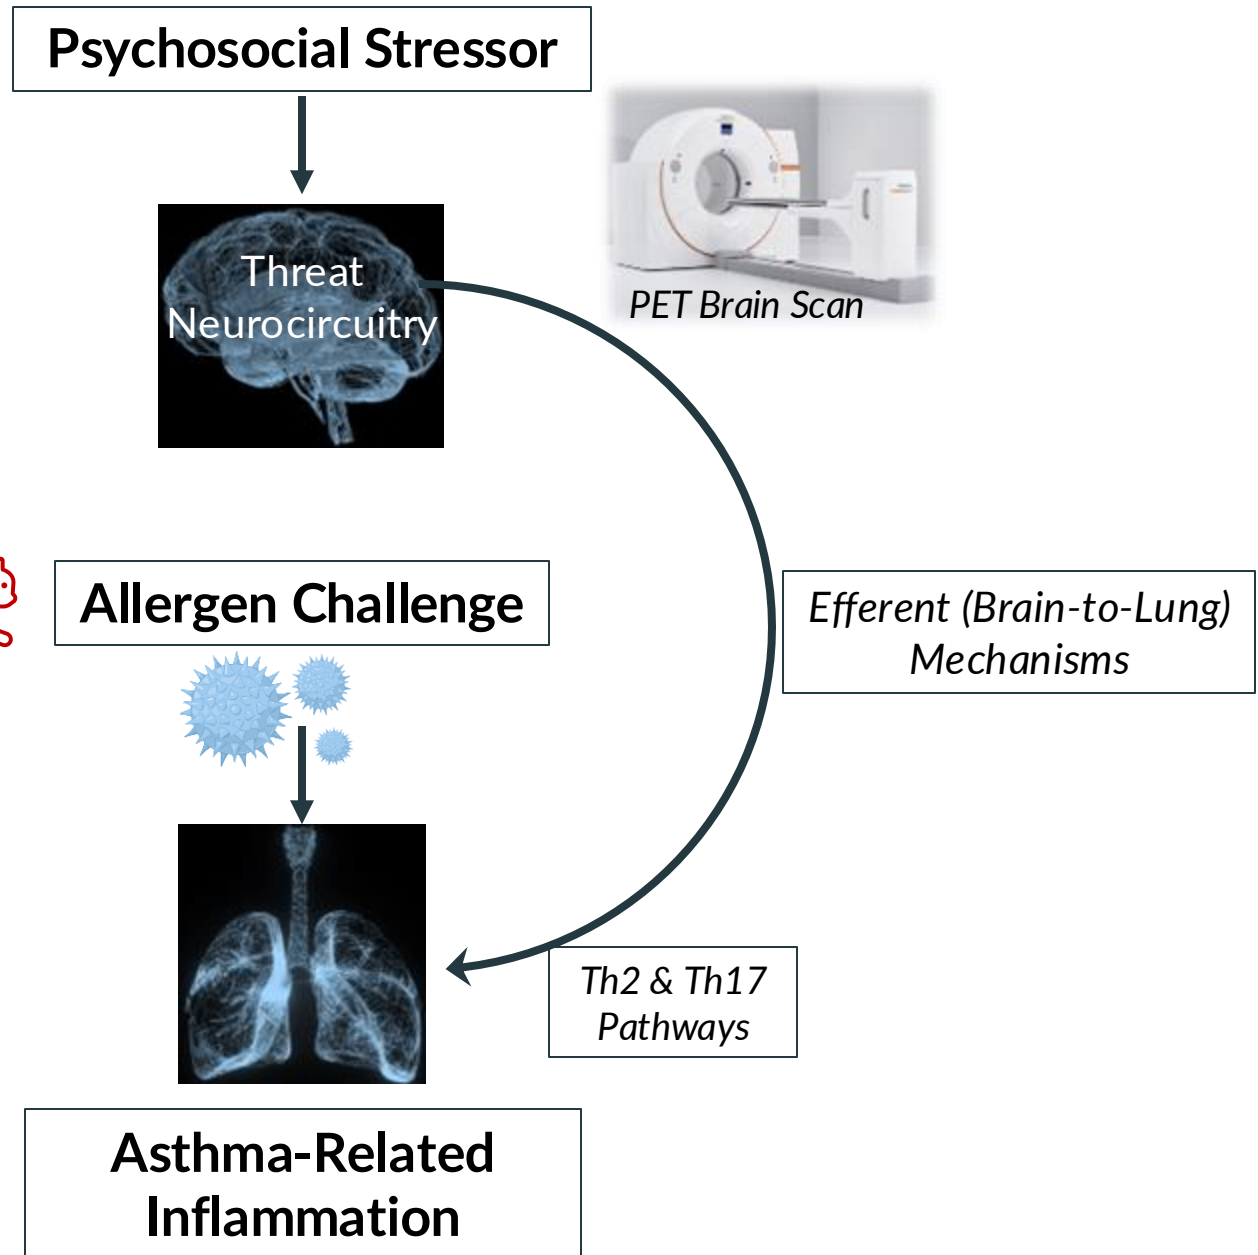 Psychosocial Stressor
Threat
Neurocircuitry
PET Brain Scan
Allergen Challenge
Efferent (Brain-to-Lung)
Mechanisms
Th2 & Th17
Pathways
Asthma-Related
Inflammation